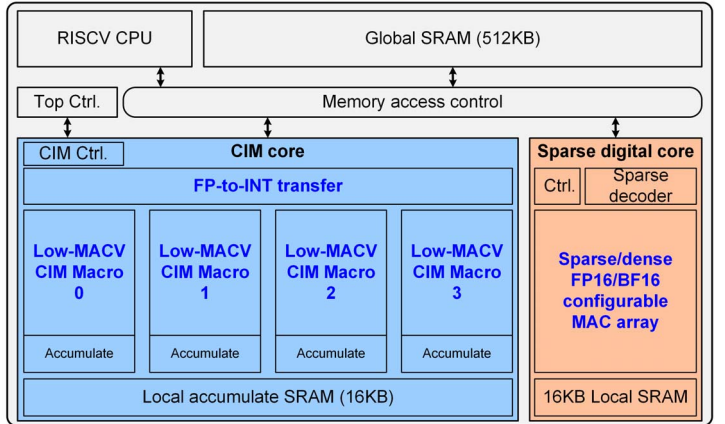 RISCV CPU
Global SRAM (512KB)
Top Ctrl.
Memory access control
CIM Ctrl.
CIM core
Sparse digital core
FP-to-INT transfer
Ctrl.
Sparse
decoder
Low-MACV
CIM Macro
0
Low-MACV
CIM Macro
1
Low-MACV
CIM Macro
2
Low-MACV
CIM Macro
3
Sparse/dense
FP16/BF16
configurable
MAC array
Accumulate
Accumulate
Accumulate
Accumulate
Local accumulate SRAM (16KB)
16KB Local SRAM